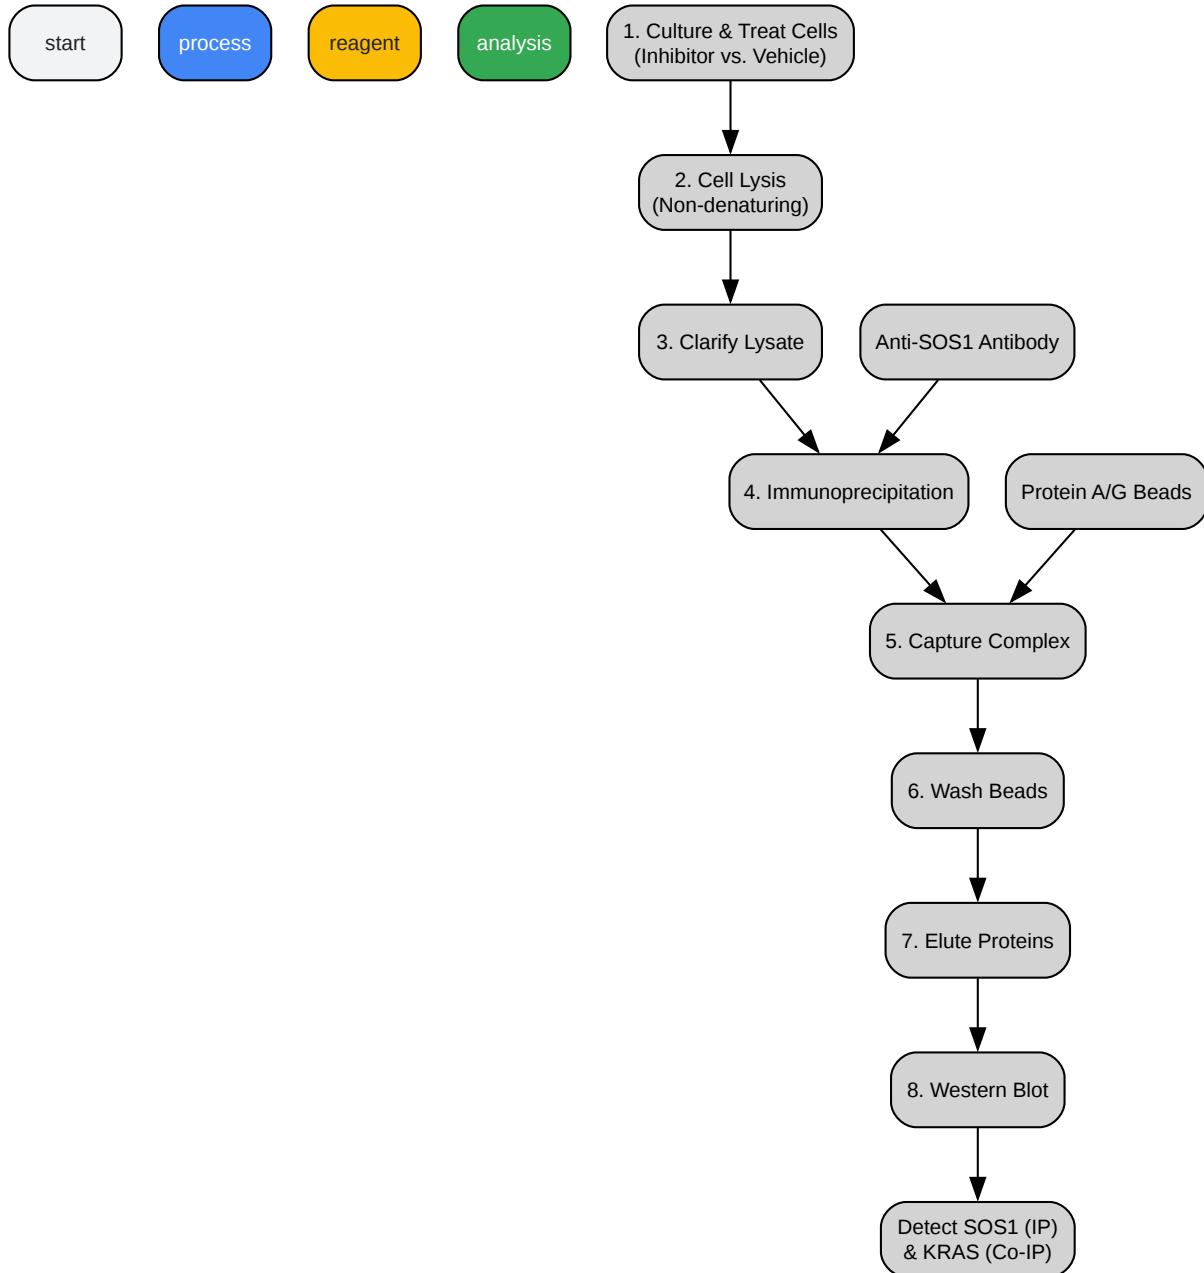 start
process
reagent
analysis
1. Culture & Treat Cells
(Inhibitor vs. Vehicle)
2. Cell Lysis
(Non-denaturing)
3. Clarify Lysate
Anti-SOS1 Antibody
4. Immunoprecipitation
Protein A/G Beads
5. Capture Complex
6. Wash Beads
7. Elute Proteins
8. Western Blot
Detect SOS1 (IP)
& KRAS (Co-IP)